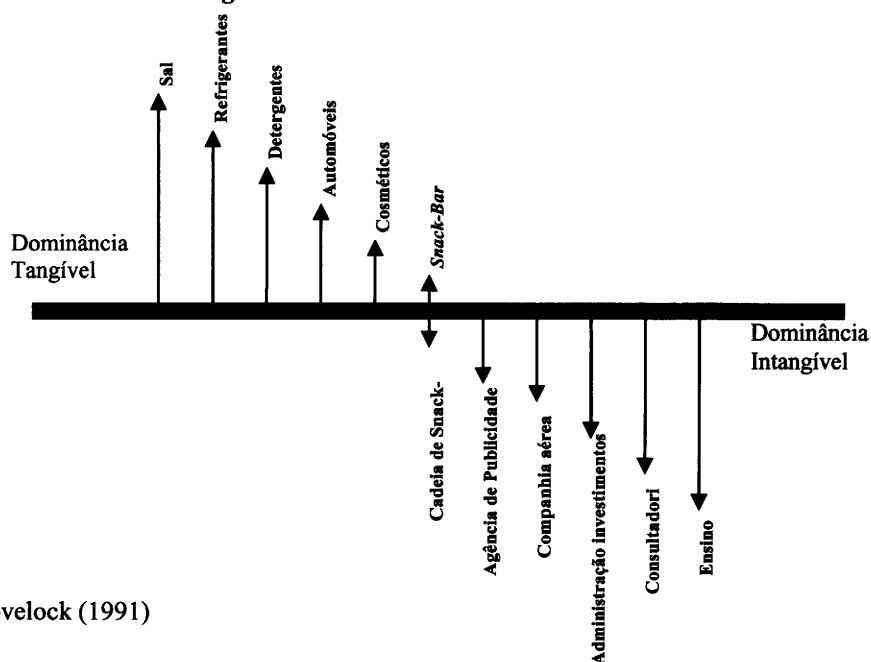 Sal
Refrigerantes
Detergentes
Automóveis
Cosméticos
Snack-Bar
Dominância
Tangível
Dominância
Intangível
Cadeia de Snack-
Agência de Publicidade
Companhia aérea
Administração investimentos
Consultadori
Ensino
velock (1991)